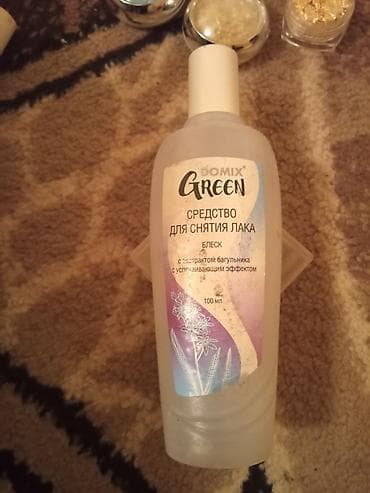 DOMIX®
GREEN
СРЕДСТВО
ДЛЯ СНЯТИЯ ЛАКА
БЛЕСК
с экстрактом багульника
с успокаивающим эффектом
100 мл